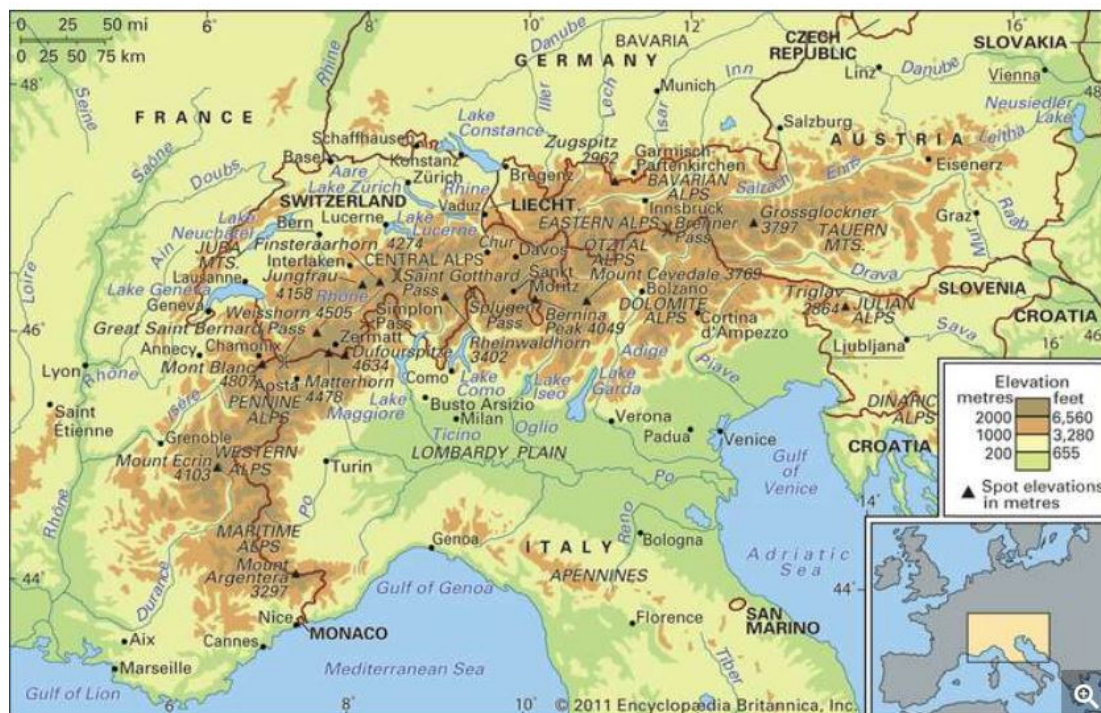 0 25 50 mi
0 25 50 75 km
6°
8°
10°
12°
14°
16°
48°
Seine
FRANCE
Rhine
GERMANY
Danube
BAVARIA
Iller
Lech
Isar
Inn
Munich
CZECH
REPUBLIC
SLOVAKIA
Linz
Danube
Vienna
48°
Neusiedler
Lake
Leitha
Salzburg
AUSTRIA
Enns
Eisenerz
Saône
Doubs
Schaffhausen
Lake
Constance
Basel
Konstanz
Aare
Zürich
Lake Zürich
Rhine
Bregenz
Zugspitz
2962
Garmisch-
Partenkirchen
BAVARIAN
ALPS
Salzach
SWITZERLAND
Vaduz
LIECHT.
Innsbruck
EASTERN ALPS
Brenner
Pass
Grossglockner
3797
TAUERN
MTS.
Graz
Mur
Raab
Bern
Lucerne
Lake
Lucerne
Lake
Neuchâtel
Ain
JURA
MTS.
Finsteraarhorn
4274
Interlaken
CENTRAL ALPS
Chur
Davos
ÖTZTAL
ALPS
Jungfrau
4158
Saint Gotthard
Pass
Sankt
Moritz
Mount Cevedale 3769
Drava
SLOVENIA
Lausanne
Lake Geneva
Geneva
Rhône
Weisshorn 4505
Simplon
Pass
Splügen
Pass
Bolzano
DOLOMITE
ALPS
Triglav
2864
JULIAN
ALPS
CROATIA
Loire
46°
Great Saint Bernard Pass
Zermatt
Bernina
Peak 4049
Cortina
d'Ampezzo
Sava
Ljubljana
16°
46°
Annecy
Chamonix
Dufourspitze
4634
Rheinwaldhorn
3402
Adige
Piave
Lyon
Rhône
Mont Blanc
4807
Aosta
Matterhorn
4478
Como
Lake
Como
Lake
Iseo
Lake
Garda
Saint
Étienne
Isère
PENNINE
ALPS
Lake
Maggiore
Busto Arsizio
Milan
Oglio
Verona
Padua
Venice
DINARIC
ALPS
CROATIA
Grenoble
WESTERN
ALPS
Ticino
LOMBARDY PLAIN
Gulf
of
Venice
Mount Ecrin
4103
Turin
Po
Po
Rhône
MARITIME
ALPS
Genoa
Reno
Bologna
14°
ITALY
Adriatic
Sea
44°
Mount
Argentera
3297
Gulf of Genoa
APENNINES
44°
Durance
Nice
MONACO
Florence
SAN
MARINO
Aix
Cannes
Marseille
Mediterranean Sea
Tiber
Gulf of Lion
6°
8°
10°
12°
© 2011 Encyclopædia Britannica, Inc.
Elevation
metres feet
2000 6,560
1000 3,280
200 655
▲ Spot elevations
in metres